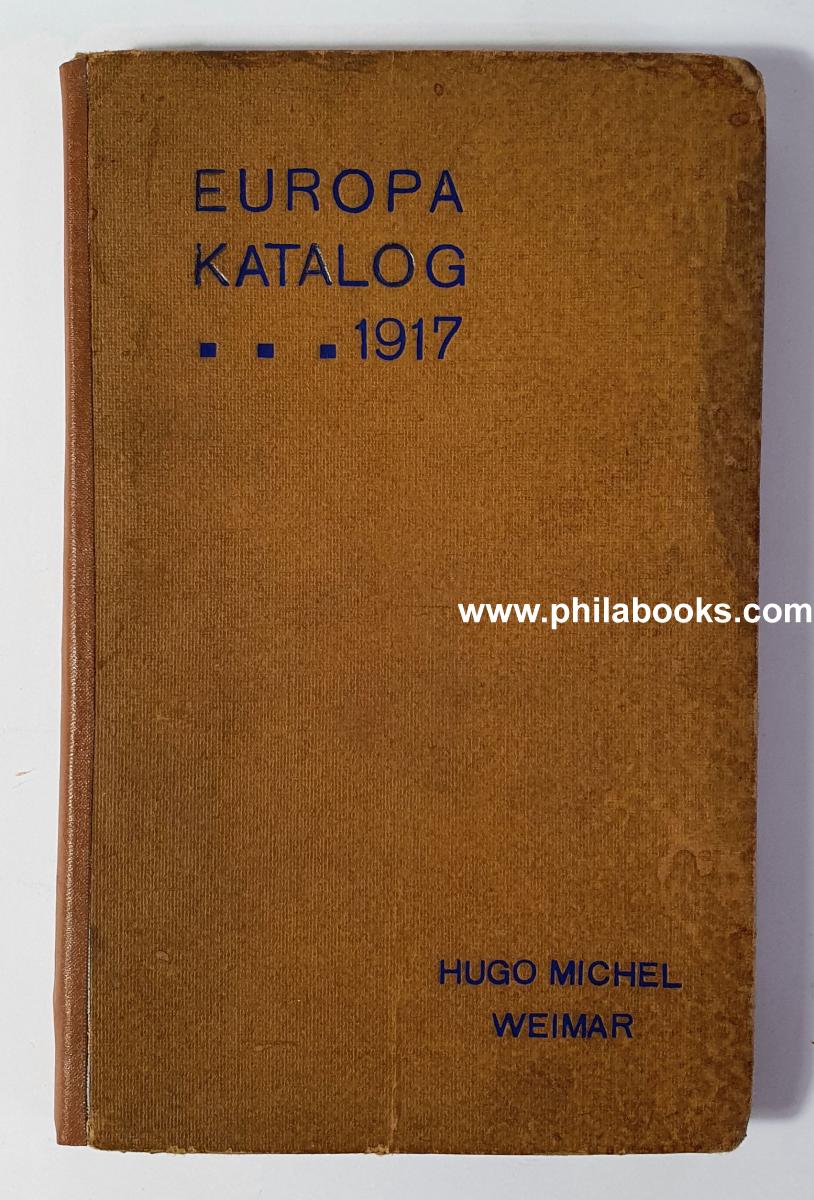 EUROPA
KATALOG
■ ■ ■ 1917
www.philabooks.com
HUGO MICHEL
WEIMAR